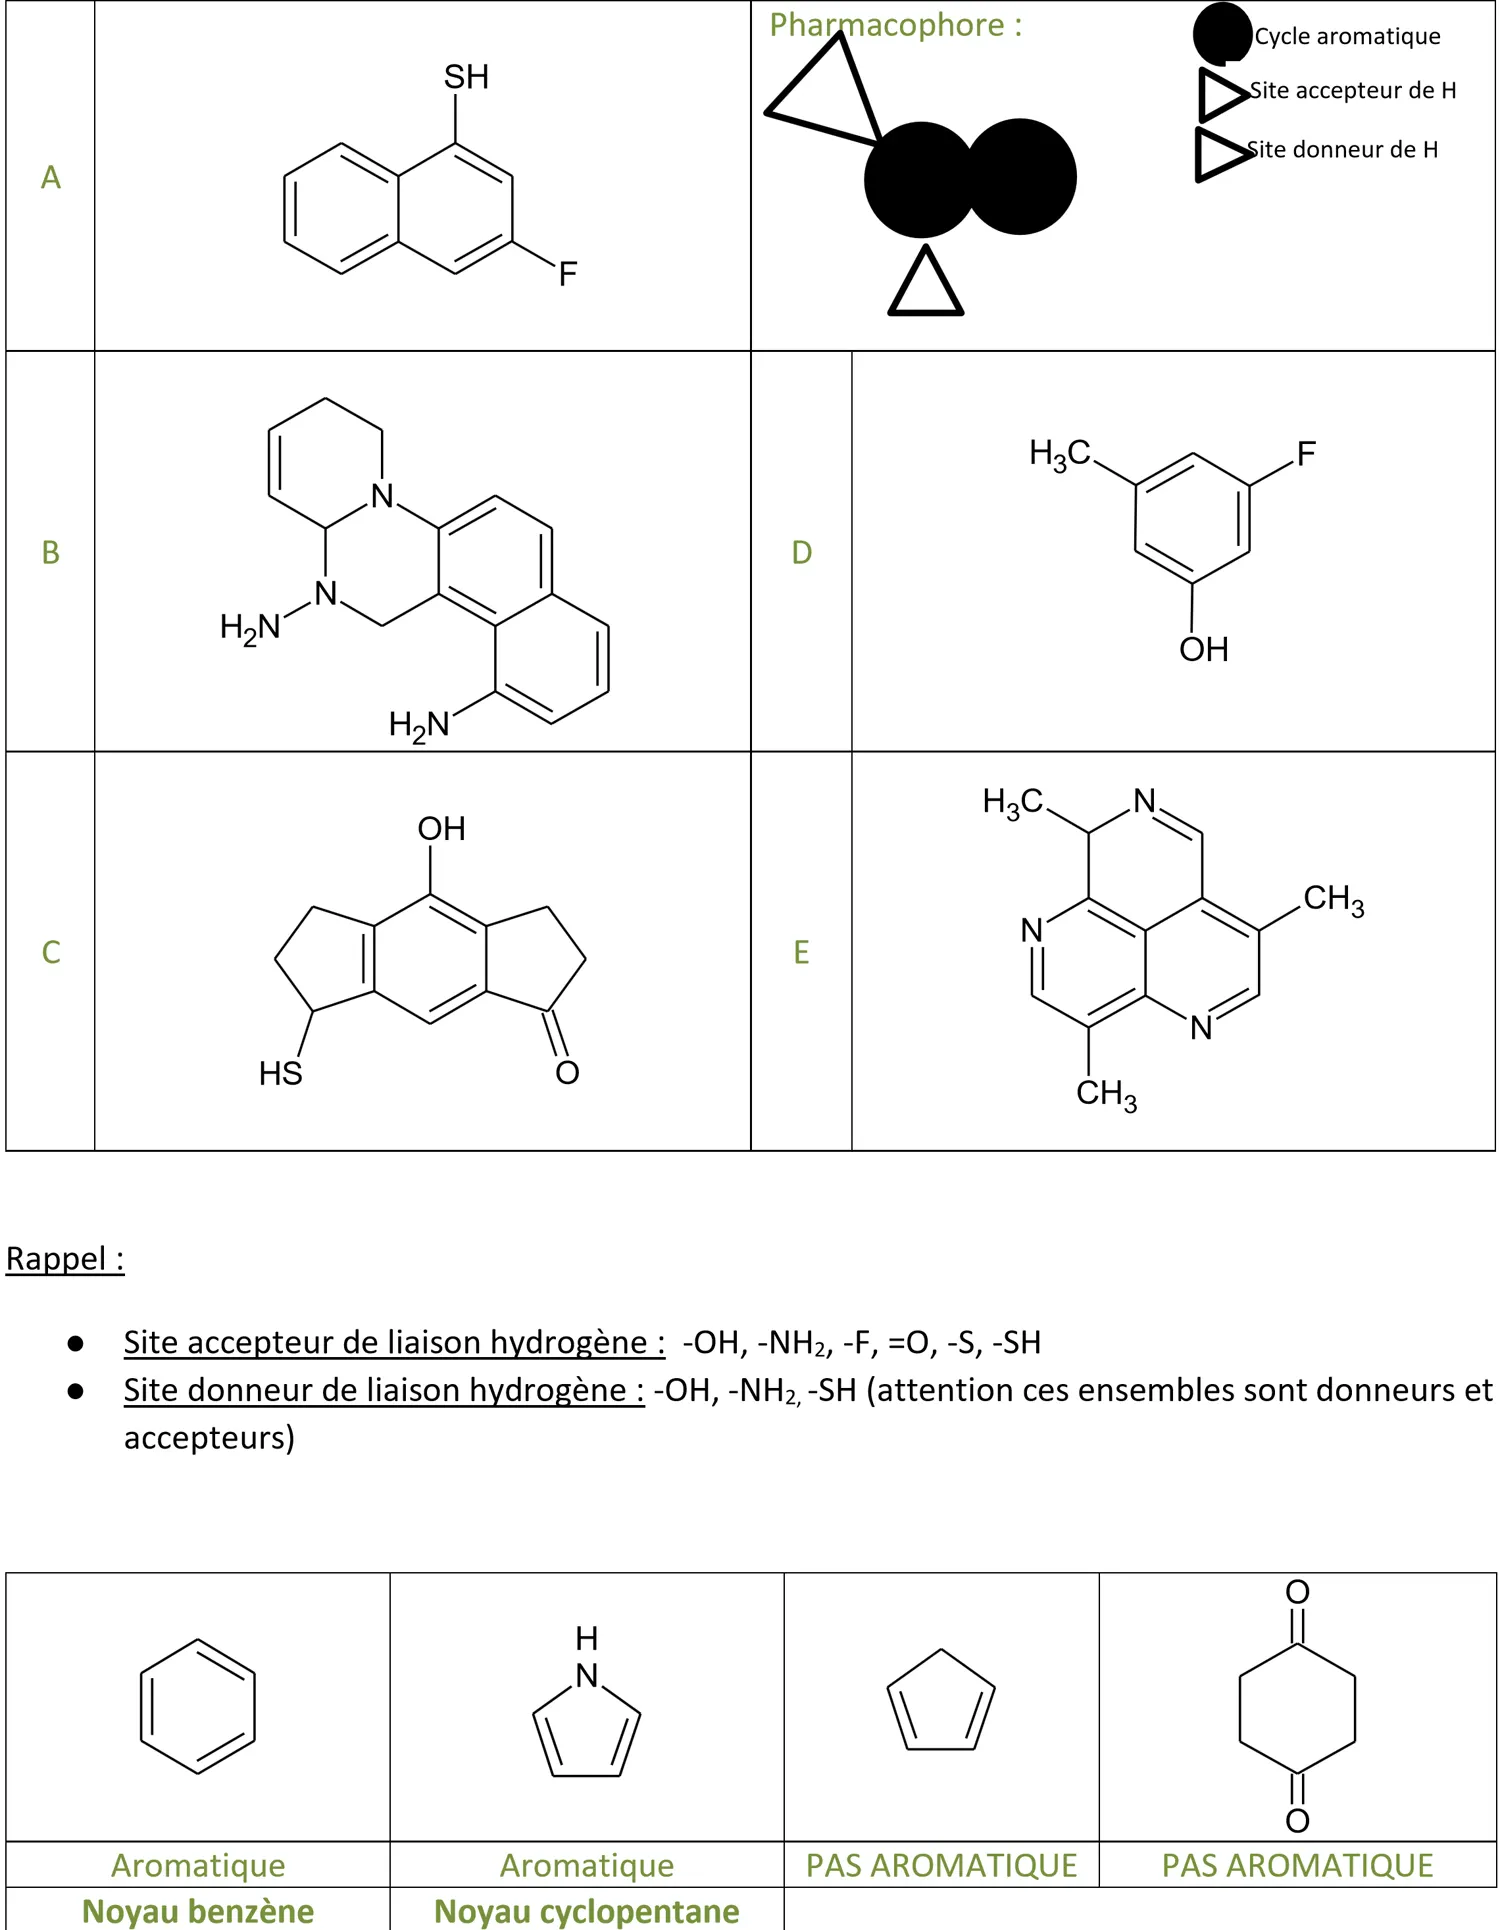 Pharmacophore :
Cycle aromatique
Site accepteur de H
Site donneur de H
A
SH
F
B
N
N
H2N
H2N
D
H3C
F
OH
C
OH
HS
O
E
H3C
N
CH3
N
N
CH3
Rappel :
● Site accepteur de liaison hydrogène : -OH, -NH2, -F, =O, -S, -SH
● Site donneur de liaison hydrogène : -OH, -NH2, -SH (attention ces ensembles sont donneurs et
accepteurs)
H
N
O
O
Aromatique
Aromatique
PAS AROMATIQUE
PAS AROMATIQUE
Noyau benzène
Noyau cyclopentane